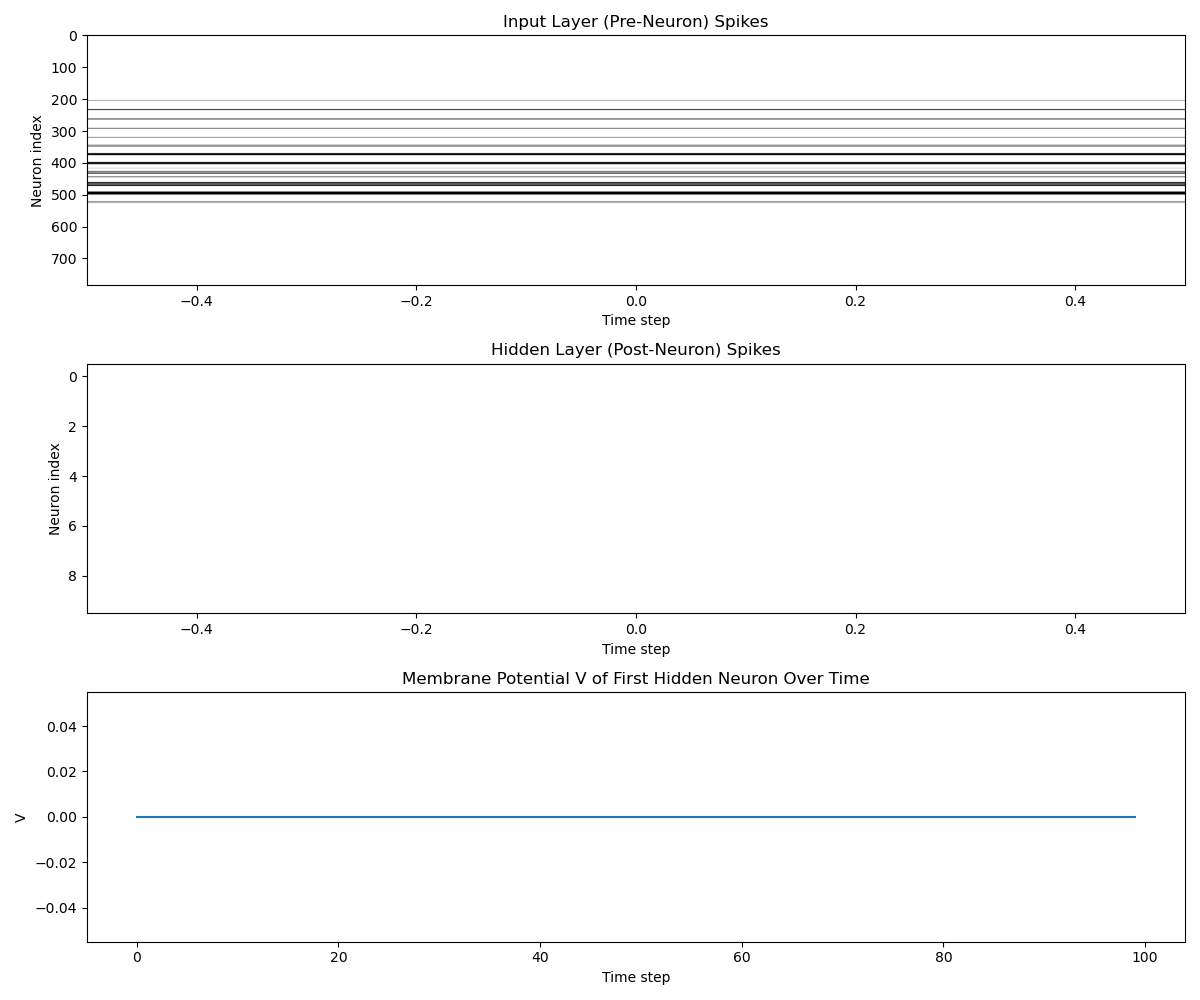 Input Layer (Pre-Neuron) Spikes
0
100
200
300
400
500
600
700
Neuron index
−0.4 −0.2 0.0 0.2 0.4
Time step
Hidden Layer (Post-Neuron) Spikes
0
2
4
6
8
Neuron index
−0.4 −0.2 0.0 0.2 0.4
Time step
Membrane Potential V of First Hidden Neuron Over Time
0.04
0.02
0.00
−0.02
−0.04
V
0 20 40 60 80 100
Time step